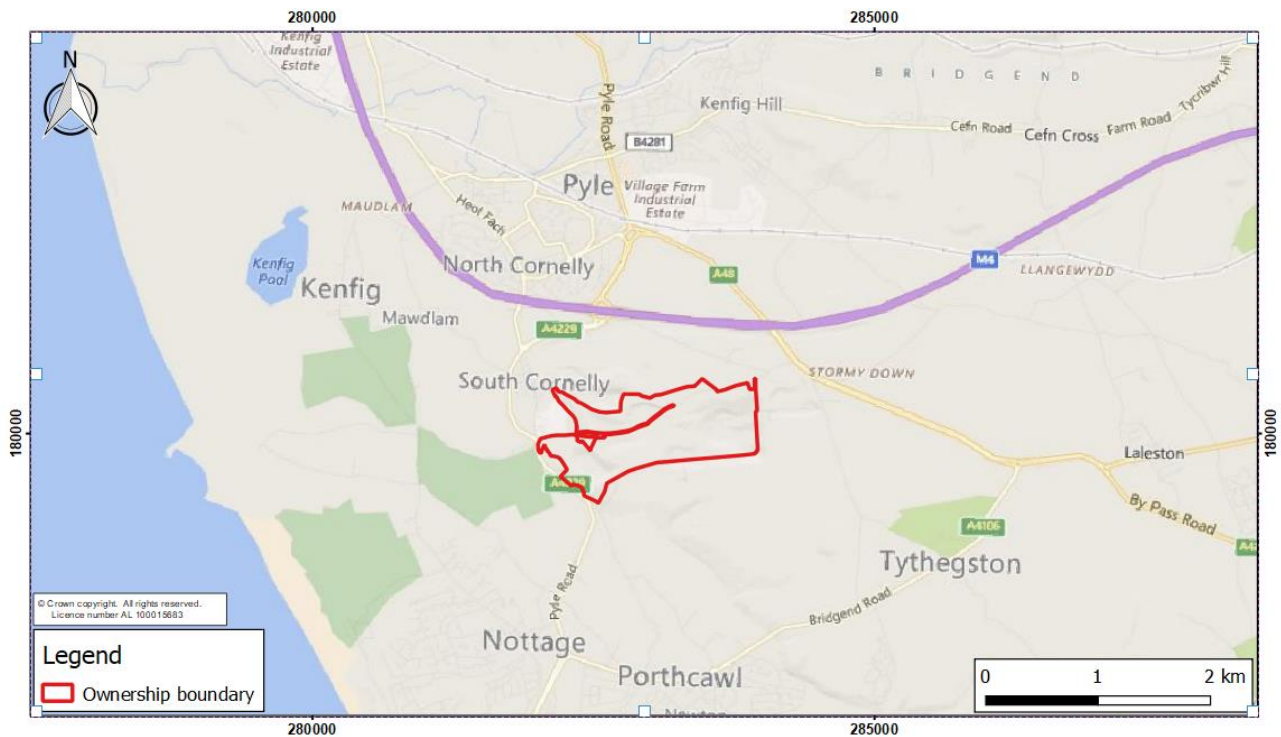 280000
285000
N
Kenfig
Industrial
Estate
BRIDGEND
Pyle Road
Kenfig Hill
Tycribwr Hill
Cefn Road
Cefn Cross
Farm Road
B4281
Pyle
Village Farm
Industrial
Estate
MAUDLAM
Heol Fach
Kenfig
Pool
North Cornelly
A48
M4
LLANGEWYDD
Kenfig
Mawdlam
A4229
South Cornelly
STORMY DOWN
180000
180000
Laleston
A4229
By Pass Road
A4106
Tythegston
Pyle Road
Bridgend Road
© Crown copyright. All rights reserved.
Licence number AL 100015683
Nottage
Legend
Ownership boundary
Porthcawl
Newton
0 1 2 km
280000
285000